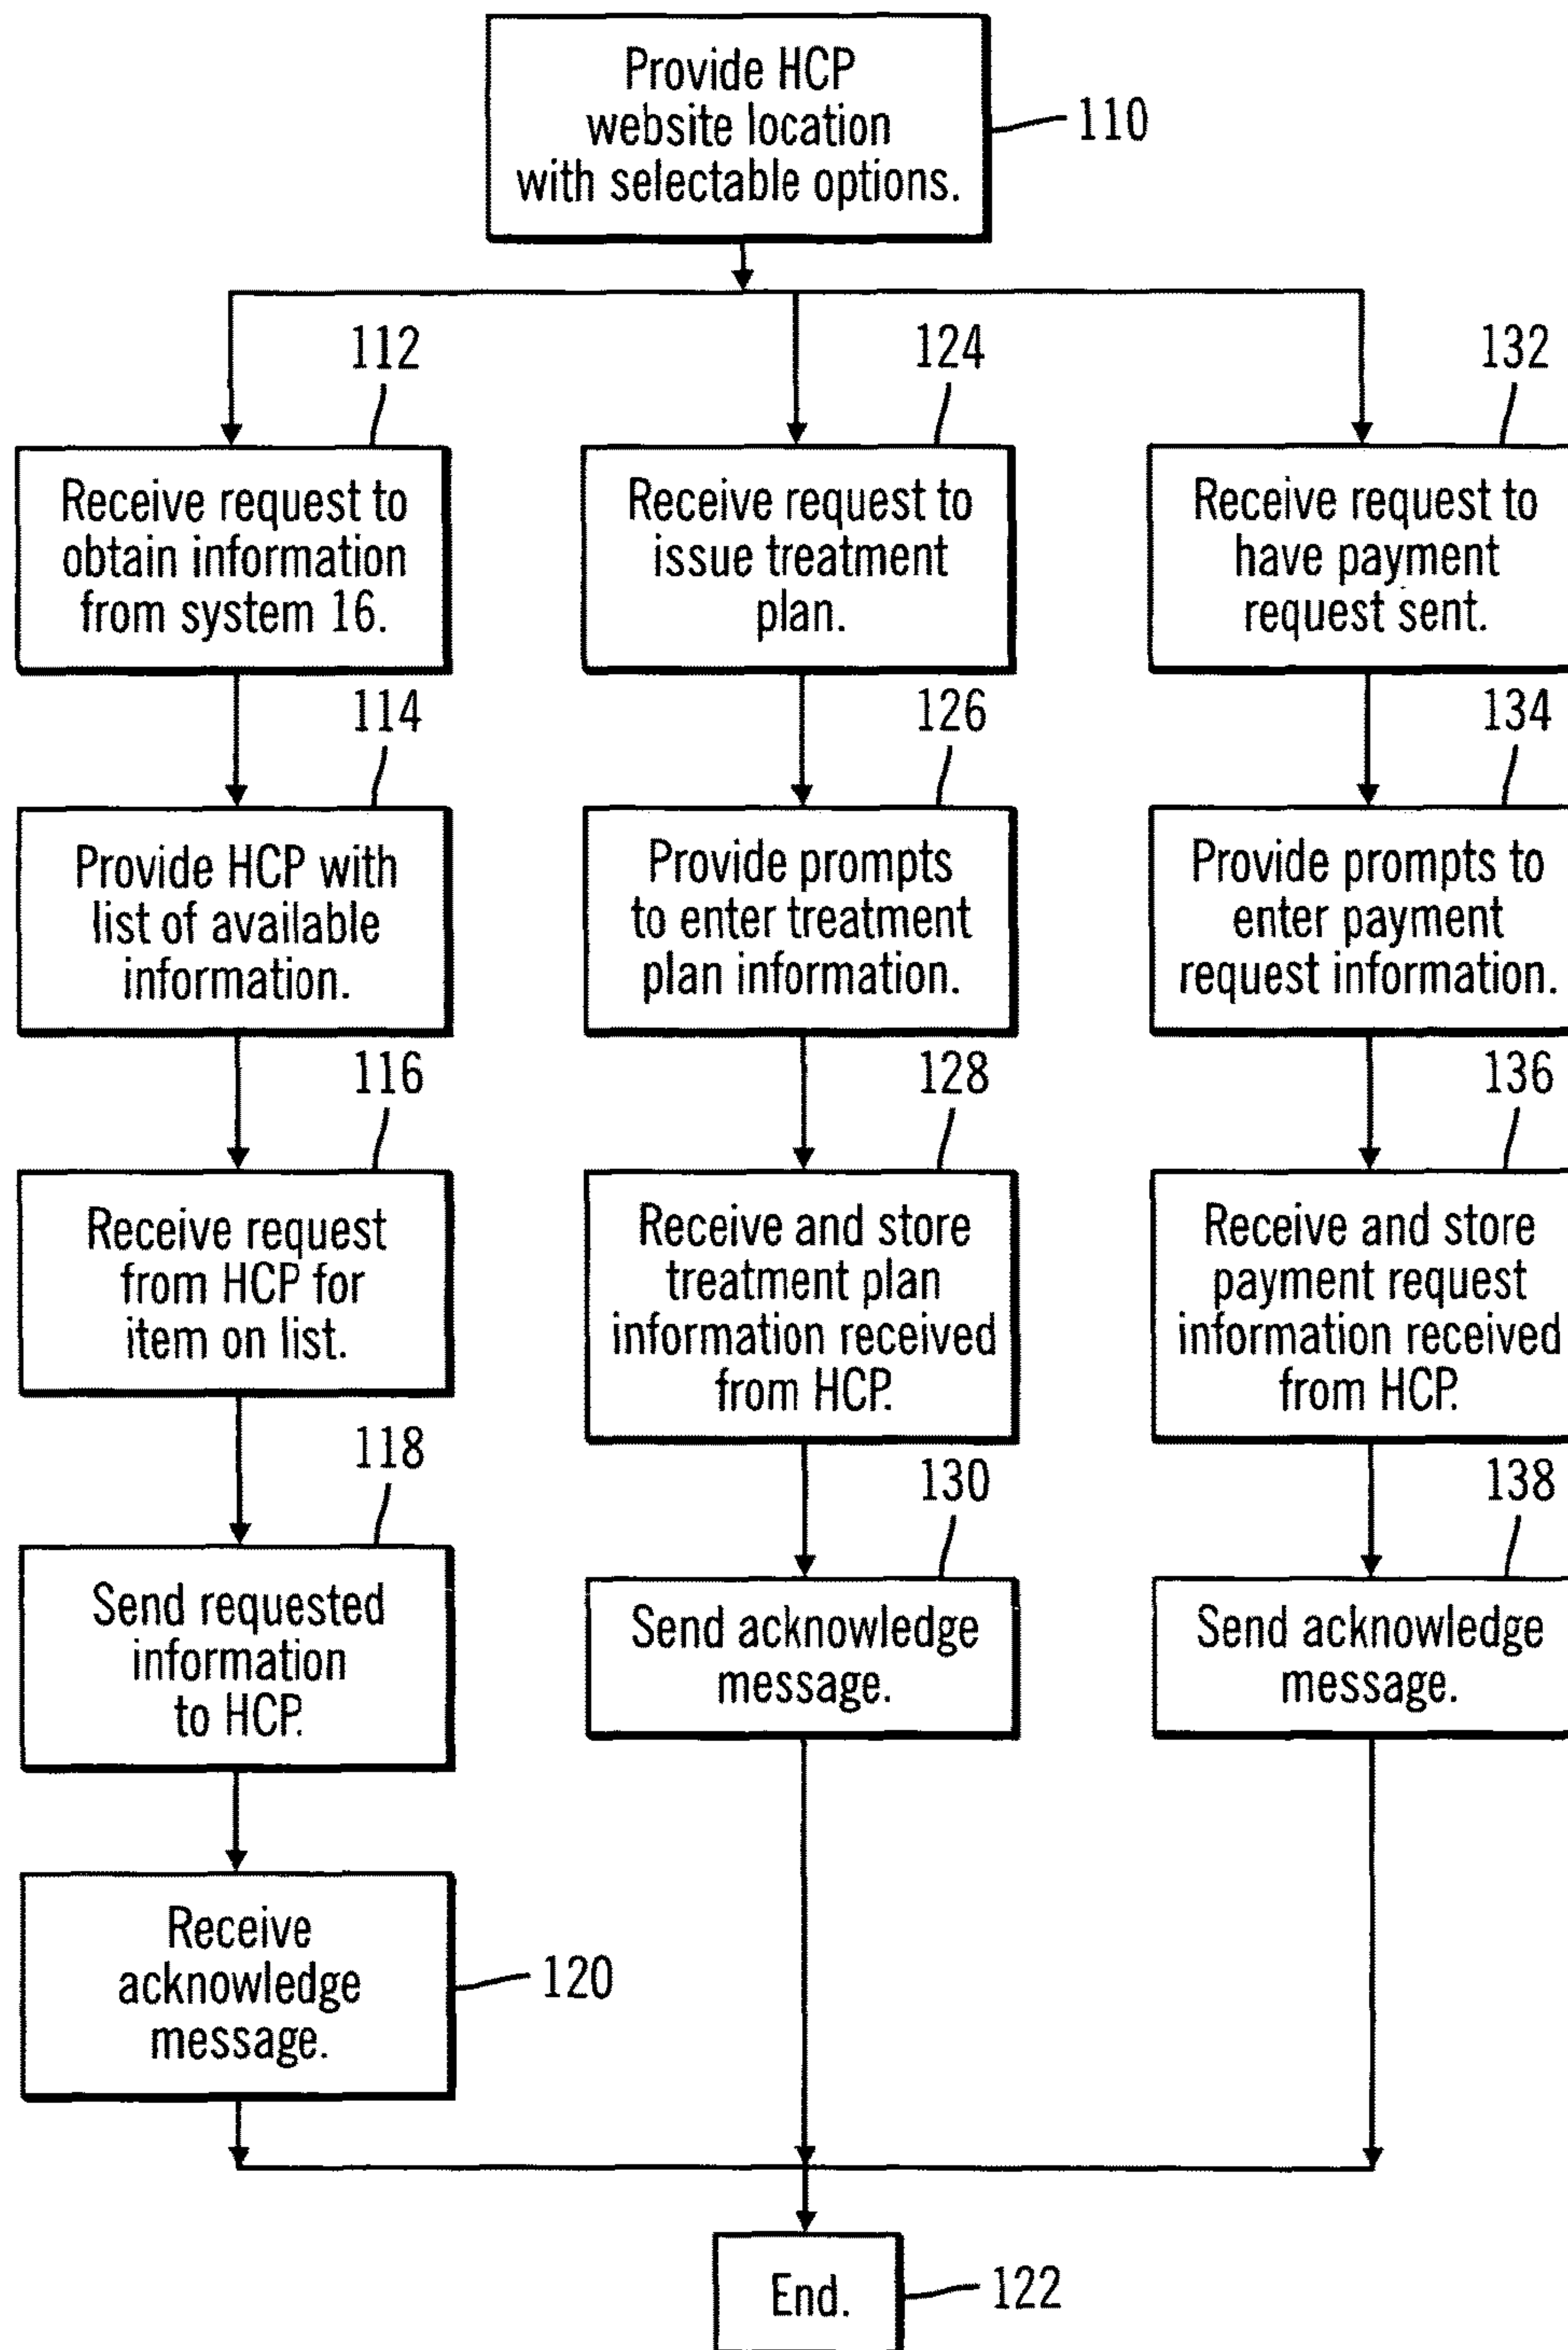 Provide HCP
website location
with selectable options.
110
112
Receive request to
obtain information
from system 16.
114
Provide HCP with
list of available
information.
116
Receive request
from HCP for
item on list.
118
Send requested
information
to HCP.
Receive
acknowledge
message.
120
124
Receive request to
issue treatment
plan.
126
Provide prompts
to enter treatment
plan information.
128
Receive and store
treatment plan
information received
from HCP.
130
Send acknowledge
message.
132
Receive request to
have payment
request sent.
134
Provide prompts to
enter payment
request information.
136
Receive and store
payment request
information received
from HCP.
138
Send acknowledge
message.
End.
122